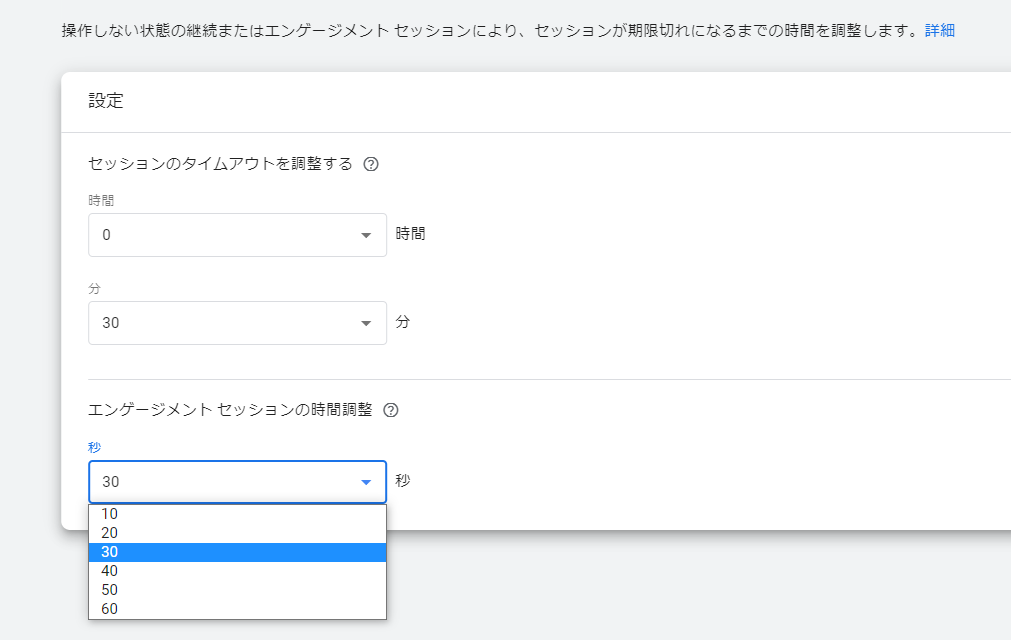 操作しない状態の継続またはエンゲージメント セッションにより、セッションが期限切れになるまでの時間を調整します。詳細
設定
セッションのタイムアウトを調整する
時間
0 時間
分
30 分
エンゲージメント セッションの時間調整
秒
30 秒
10
20
30
40
50
60